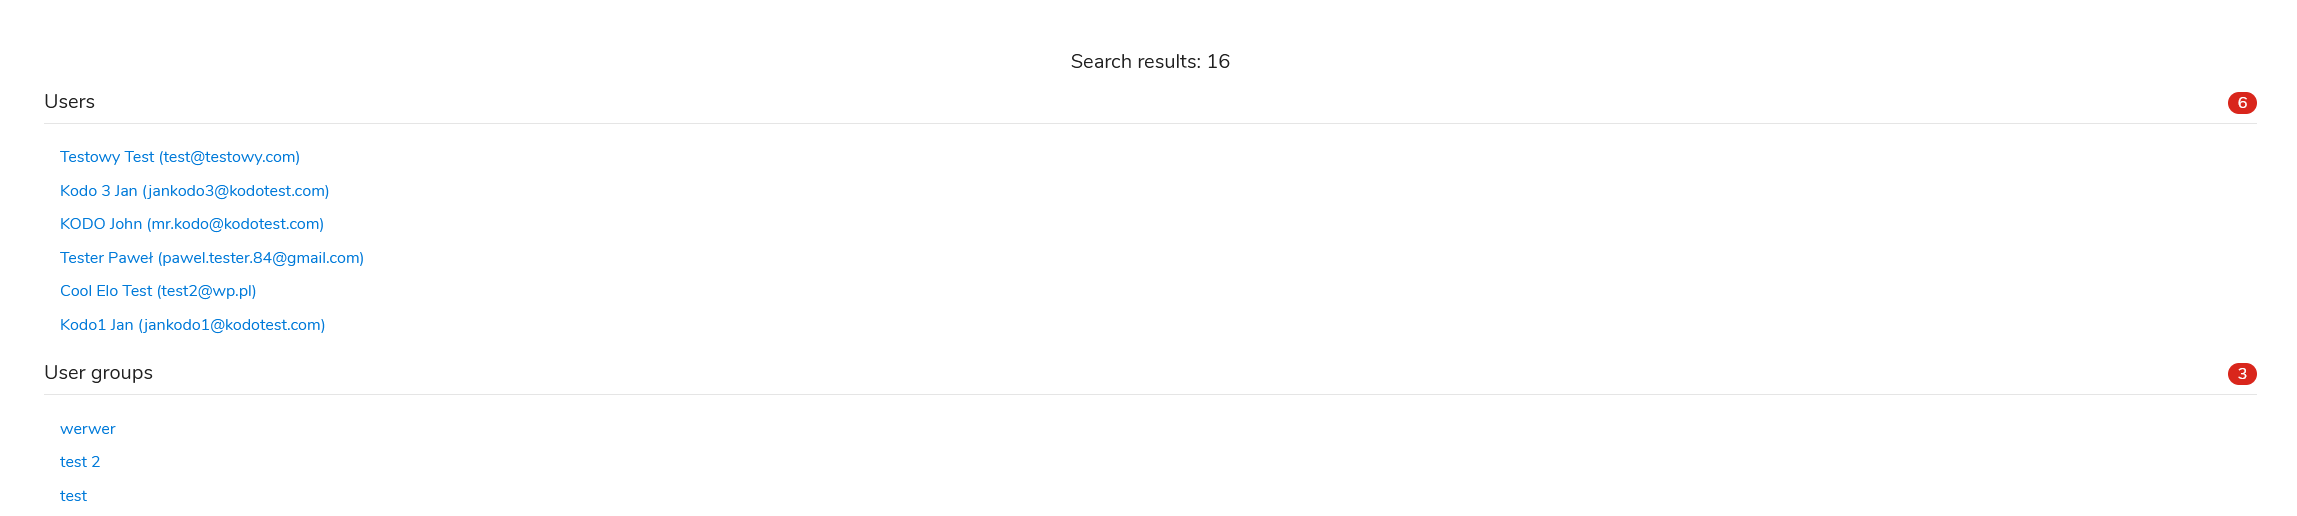 Search results: 16
Users 6
Testowy Test (test@testowy.com)
Kodo 3 Jan (jankodo3@kodotest.com)
KODO John (mr.kodo@kodotest.com)
Tester Paweł (pawel.tester.84@gmail.com)
Cool Elo Test (test2@wp.pl)
Kodo1 Jan (jankodo1@kodotest.com)
User groups 3
werwer
test 2
test